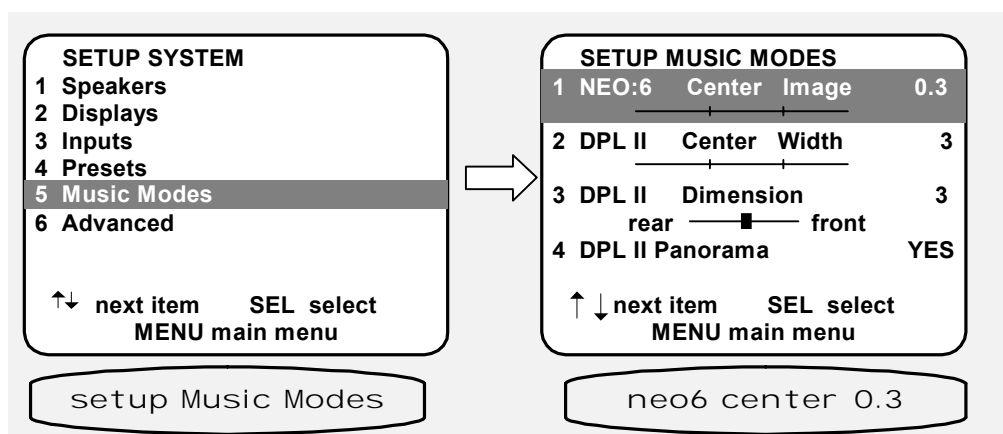 SETUP SYSTEM
1 Speakers
2 Displays
3 Inputs
4 Presets
5 Music Modes
6 Advanced
↑↓ next item SEL select
MENU main menu
setup Music Modes
SETUP MUSIC MODES
1 NEO:6 Center Image 0.3
2 DPL II Center Width 3
3 DPL II Dimension 3
rear front
4 DPL II Panorama YES
↑↓ next item SEL select
MENU main menu
neo6 center 0.3